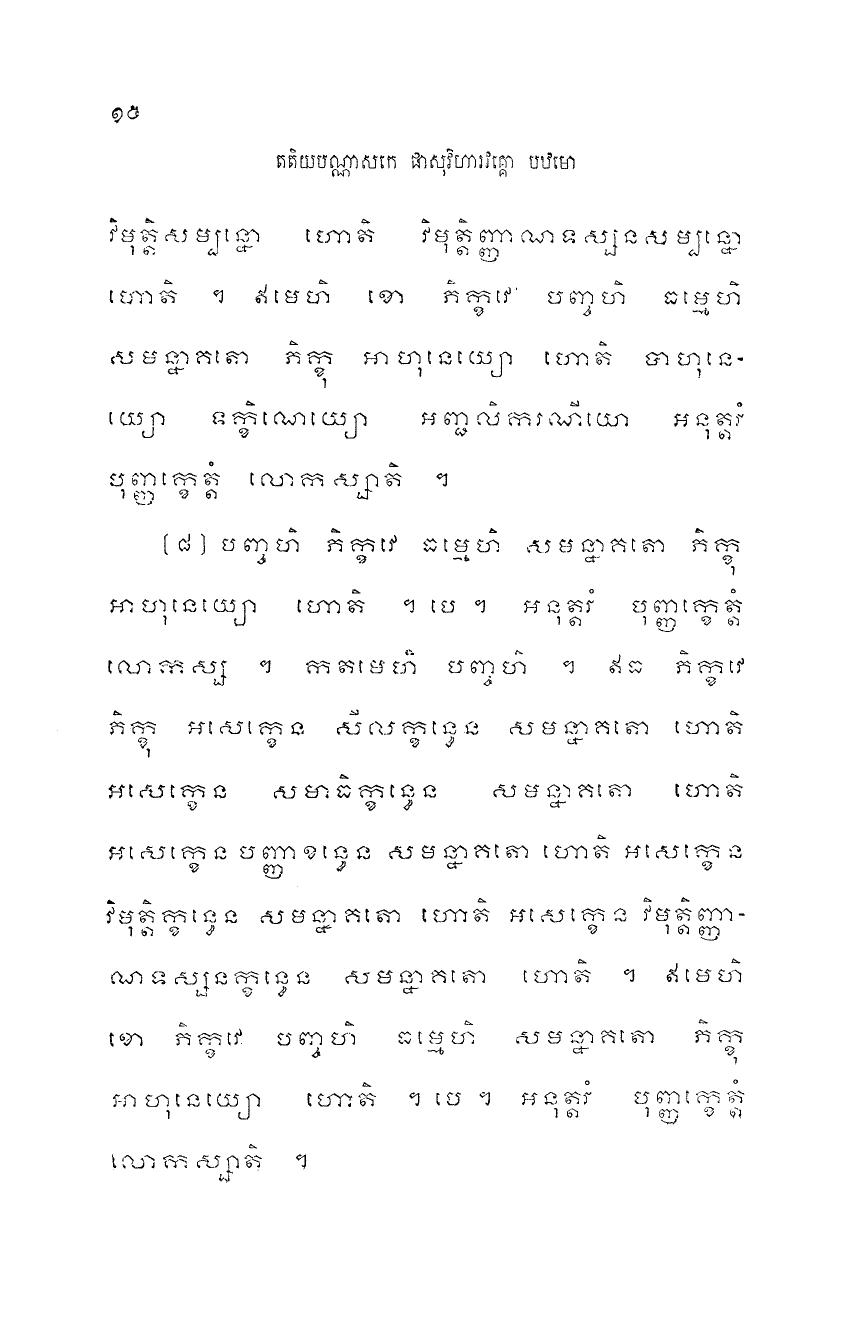 ១៥
តតិយបណ្ណាសកេ ផាសុវិហារវគ្គោ បឋមោ
វិមុត្តិសម្បន្នោ ហោតិ វិមុត្តិញ្ញាណទស្សនសម្បន្នោ
ហោតិ ។ ឥមេហិ ខោ ភិក្ខវេ បញ្ចហិ ធម្មេហិ
សមន្នាគតោ ភិក្ខុ អាហុនេយ្យោ ហោតិ បាហុនេ-
យ្យោ ទក្ខិណេយ្យោ អញ្ជលិករណីយោ អនុត្តរំ
បុញ្ញក្ខេត្តំ លោកស្សាតិ ។
[៨] បញ្ចហិ ភិក្ខវេ ធម្មេហិ សមន្នាគតោ ភិក្ខុ
អាហុនេយ្យោ ហោតិ ។ បេ ។ អនុត្តរំ បុញ្ញក្ខេត្តំ
លោកស្ស ។ កតមេហិ បញ្ចហិ ។ ឥធ ភិក្ខវេ
ភិក្ខុ អសេក្ខេន សីលក្ខន្ធេន សមន្នាគតោ ហោតិ
អសេក្ខេន សមាធិក្ខន្ធេន សមន្នាគតោ ហោតិ
អសេក្ខេន បញ្ញាខន្ធេន សមន្នាគតោ ហោតិ អសេក្ខេន
វិមុត្តិក្ខន្ធេន សមន្នាគតោ ហោតិ អសេក្ខេន វិមុត្តិញ្ញា-
ណទស្សនក្ខន្ធេន សមន្នាគតោ ហោតិ ។ ឥមេហិ
ខោ ភិក្ខវេ បញ្ចហិ ធម្មេហិ សមន្នាគតោ ភិក្ខុ
អាហុនេយ្យោ ហោតិ ។ បេ ។ អនុត្តរំ បុញ្ញក្ខេត្តំ
លោកស្សាតិ ។